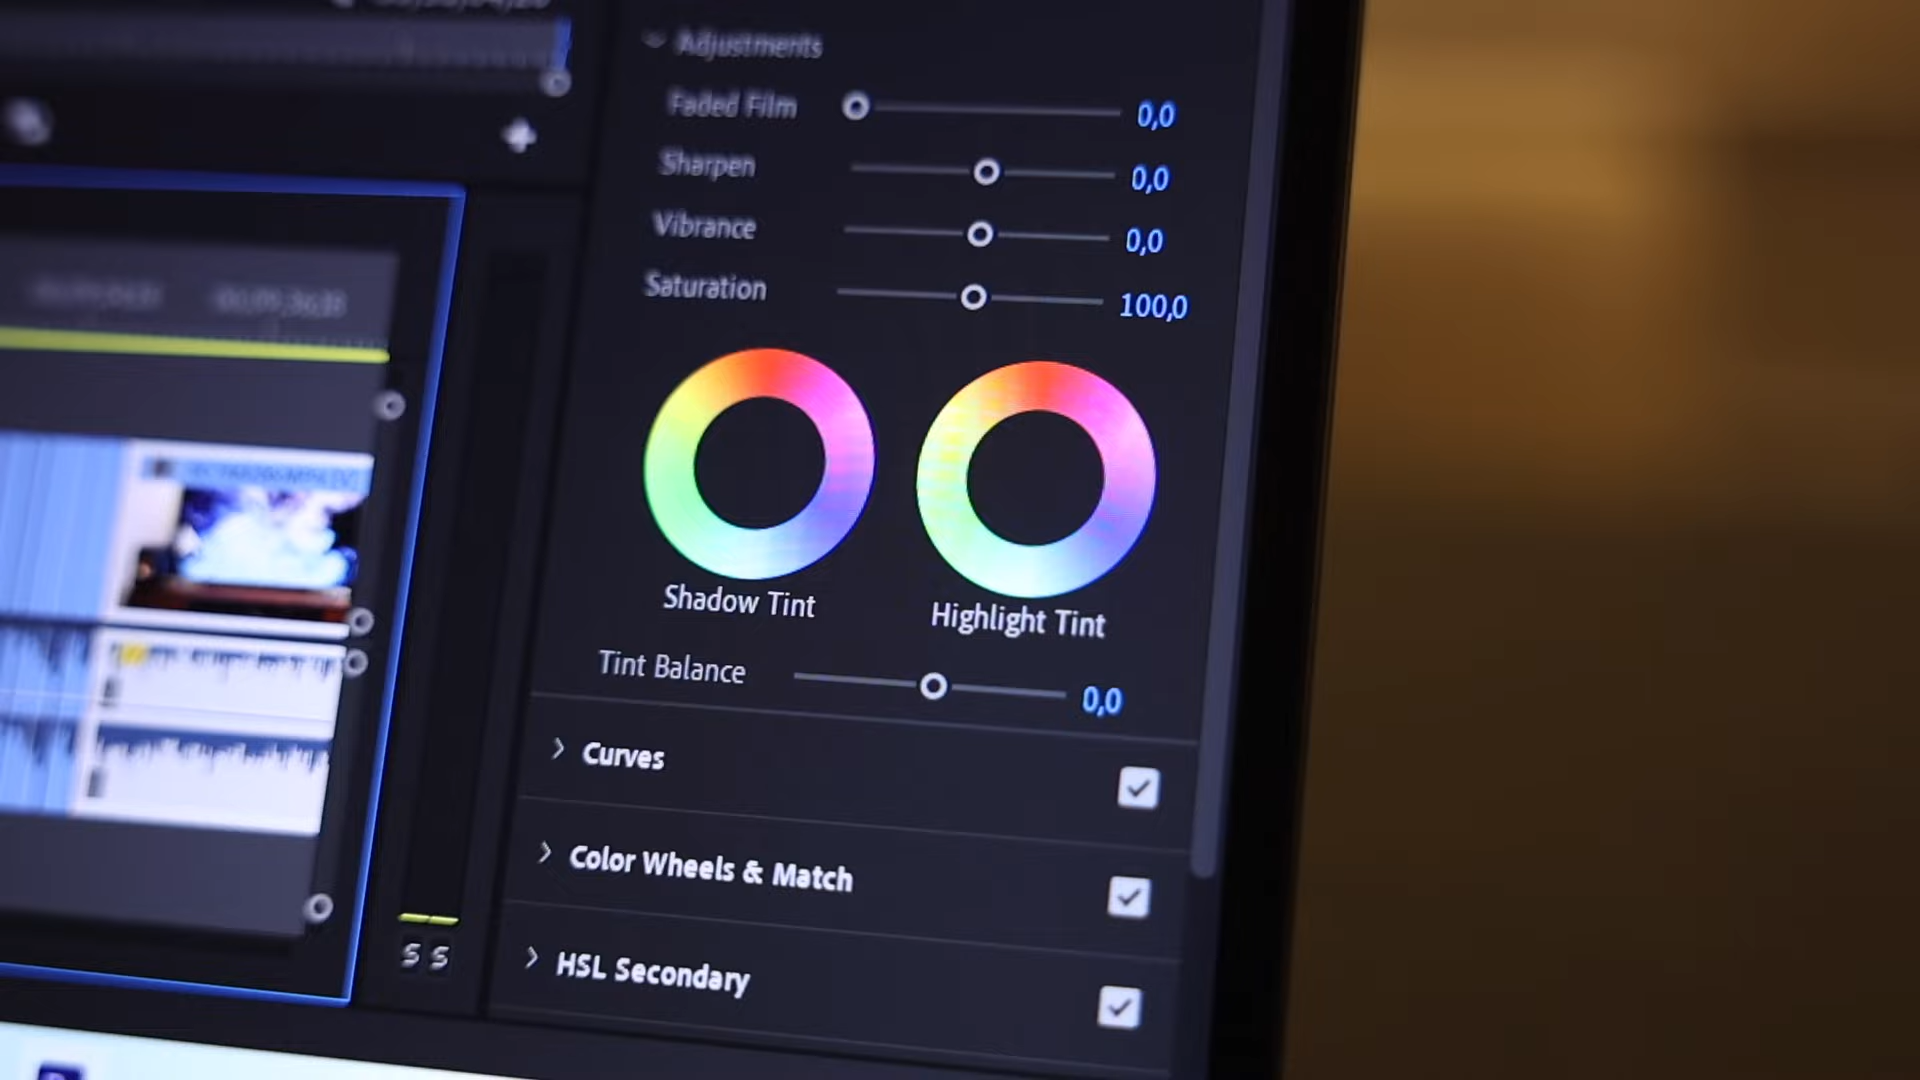 Adjustments
Faded Film 0,0
Sharpen 0,0
Vibrance 0,0
Saturation 100,0
Shadow Tint Highlight Tint
Tint Balance 0,0
Curves
Color Wheels & Match
S S
HSL Secondary